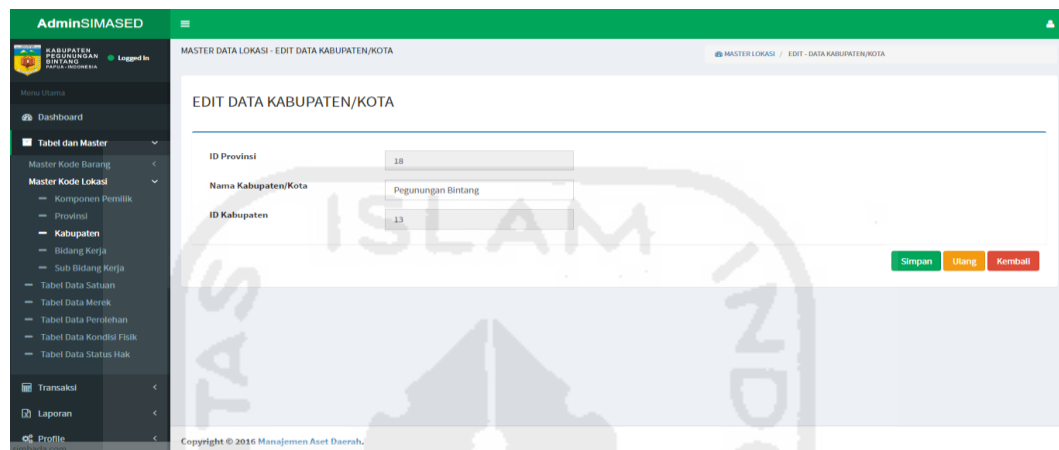 AdminSIMASED
KABUPATEN
PEGUNUNGAN
BINTANG
PAPUA - INDONESIA
Logged In
Menu Utama
Dashboard
Tabel dan Master
Master Kode Barang
Master Kode Lokasi
Komponen Pemilik
Provinsi
Kabupaten
Bidang Kerja
Sub Bidang Kerja
Tabel Data Satuan
Tabel Data Merek
Tabel Data Perolehan
Tabel Data Kondisi Fisik
Tabel Data Status Hak
Transaksi
Laporan
Profile
MASTER DATA LOKASI - EDIT DATA KABUPATEN/KOTA
MASTER LOKASI / EDIT - DATA KABUPATEN/KOTA
EDIT DATA KABUPATEN/KOTA
ID Provinsi
18
Nama Kabupaten/Kota
Pegunungan Bintang
ID Kabupaten
13
Simpan Ulang Kembali
ISLAM
Copyright © 2016 Manajemen Aset Daerah.